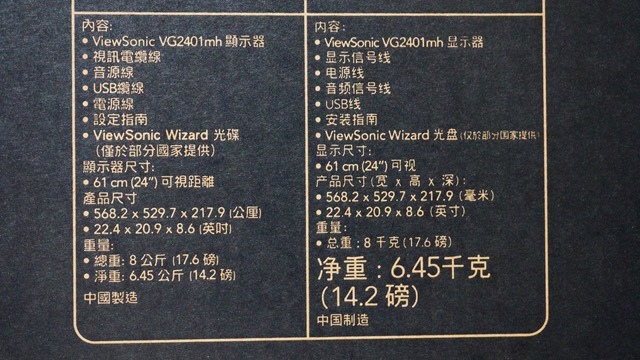 內容:
• ViewSonic VG2401mh 顯示器
• 視訊電纜線
• 音源線
• USB纜線
• 電源線
• 設定指南
• ViewSonic Wizard 光碟
(僅於部分國家提供)
顯示器尺寸:
• 61 cm (24") 可視距離
產品尺寸
• 568.2 x 529.7 x 217.9 (公厘)
• 22.4 x 20.9 x 8.6 (英吋)
重量:
• 總重: 8 公斤 (17.6 磅)
• 淨重: 6.45 公斤 (14.2 磅)
中國製造
内容:
• ViewSonic VG2401mh 显示器
• 显示信号线
• 电源线
• 音频信号线
• USB线
• 安装指南
• ViewSonic Wizard 光盘 (仅於部分国家提供)
显示尺寸:
• 61 cm (24") 可视
产品尺寸 (宽 x 高 x 深) :
• 568.2 x 529.7 x 217.9 (毫米)
• 22.4 x 20.9 x 8.6 (英寸)
重量:
• 总重 : 8 千克 (17.6 磅)
净重 : 6.45千克
(14.2 磅)
中国制造